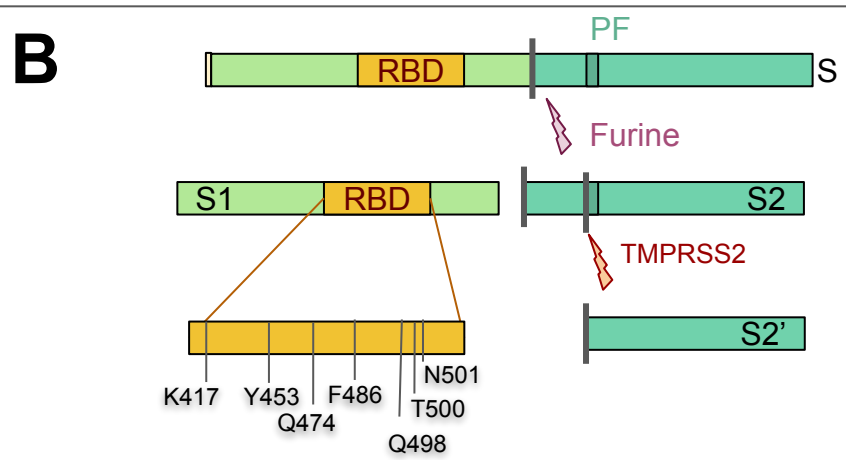 B
PF
RBD
S
Furine
S1
RBD
S2
TMPRSS2
S2’
K417
Y453
Q474
F486
Q498
T500
N501